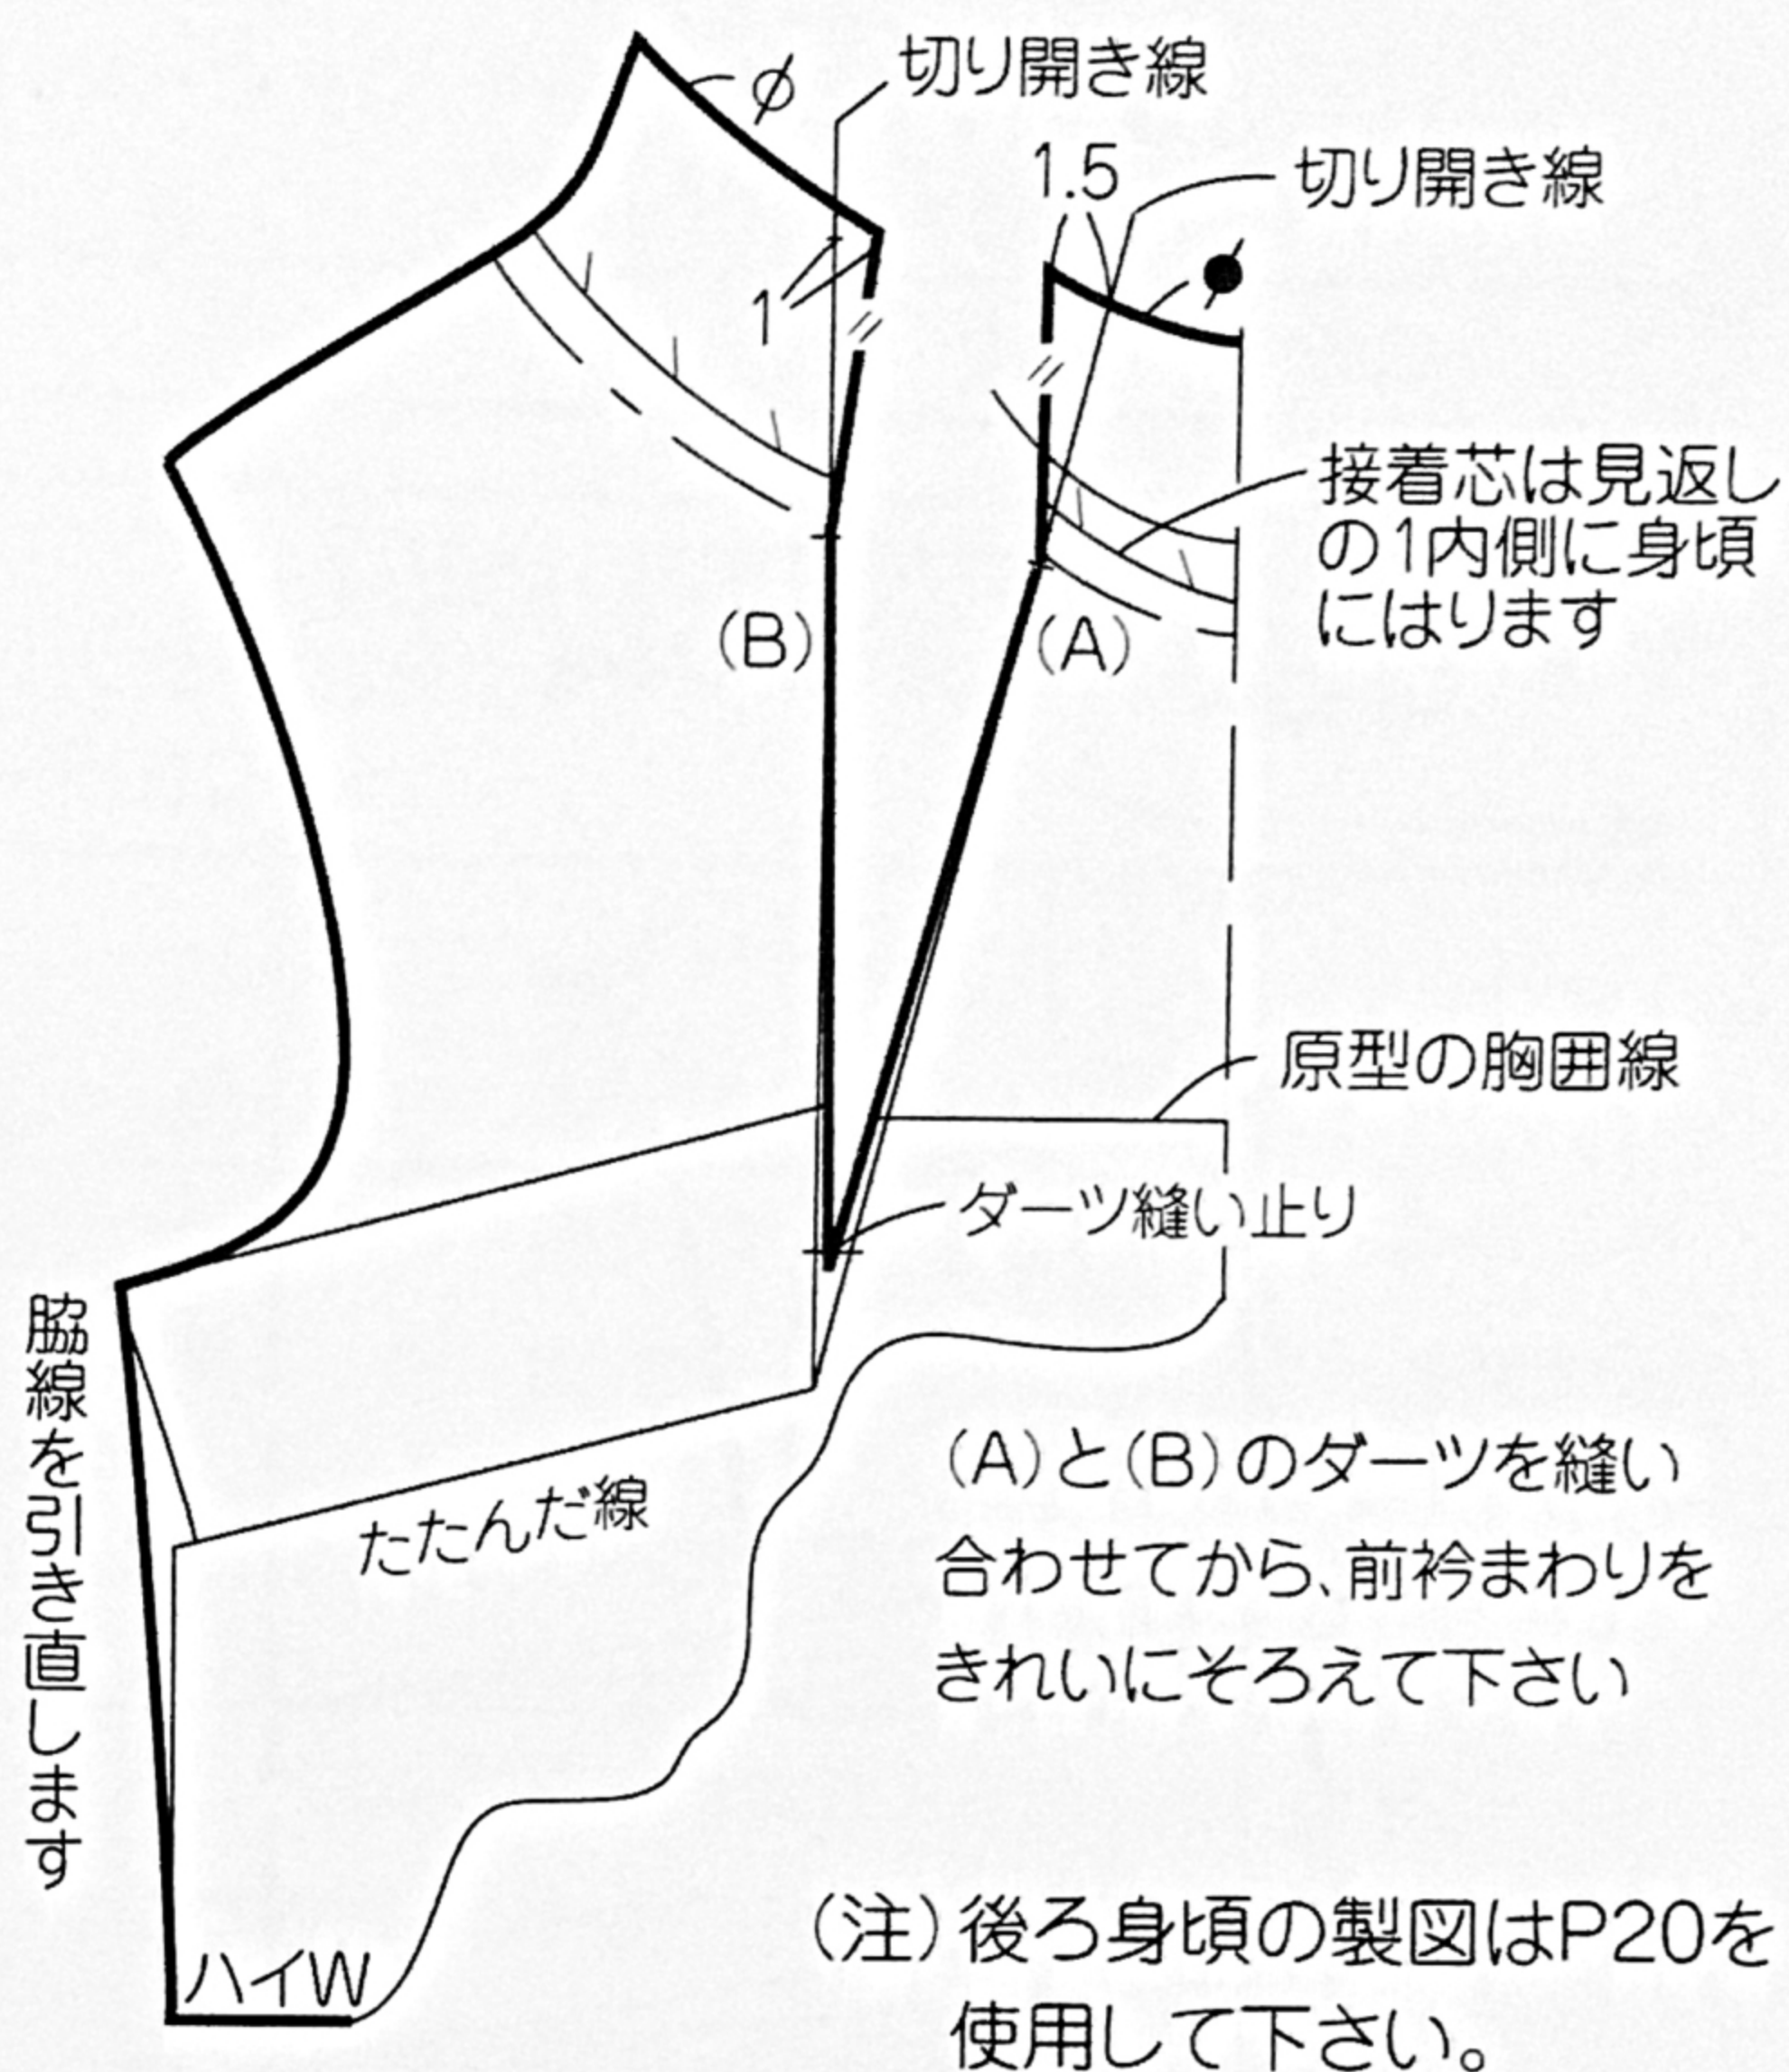 切り開き線
φ
1.5
切り開き線
1
接着芯は見返し
の1内側に身頃
にはります
(B)
(A)
原型の胸囲線
ダーツ縫い止り
脇線を引き直します
たたんだ線
(A)と(B)のダーツを縫い
合わせてから、前衿まわりを
きれいにそろえて下さい
ハイW
(注)後ろ身頃の製図はP20を
使用して下さい。